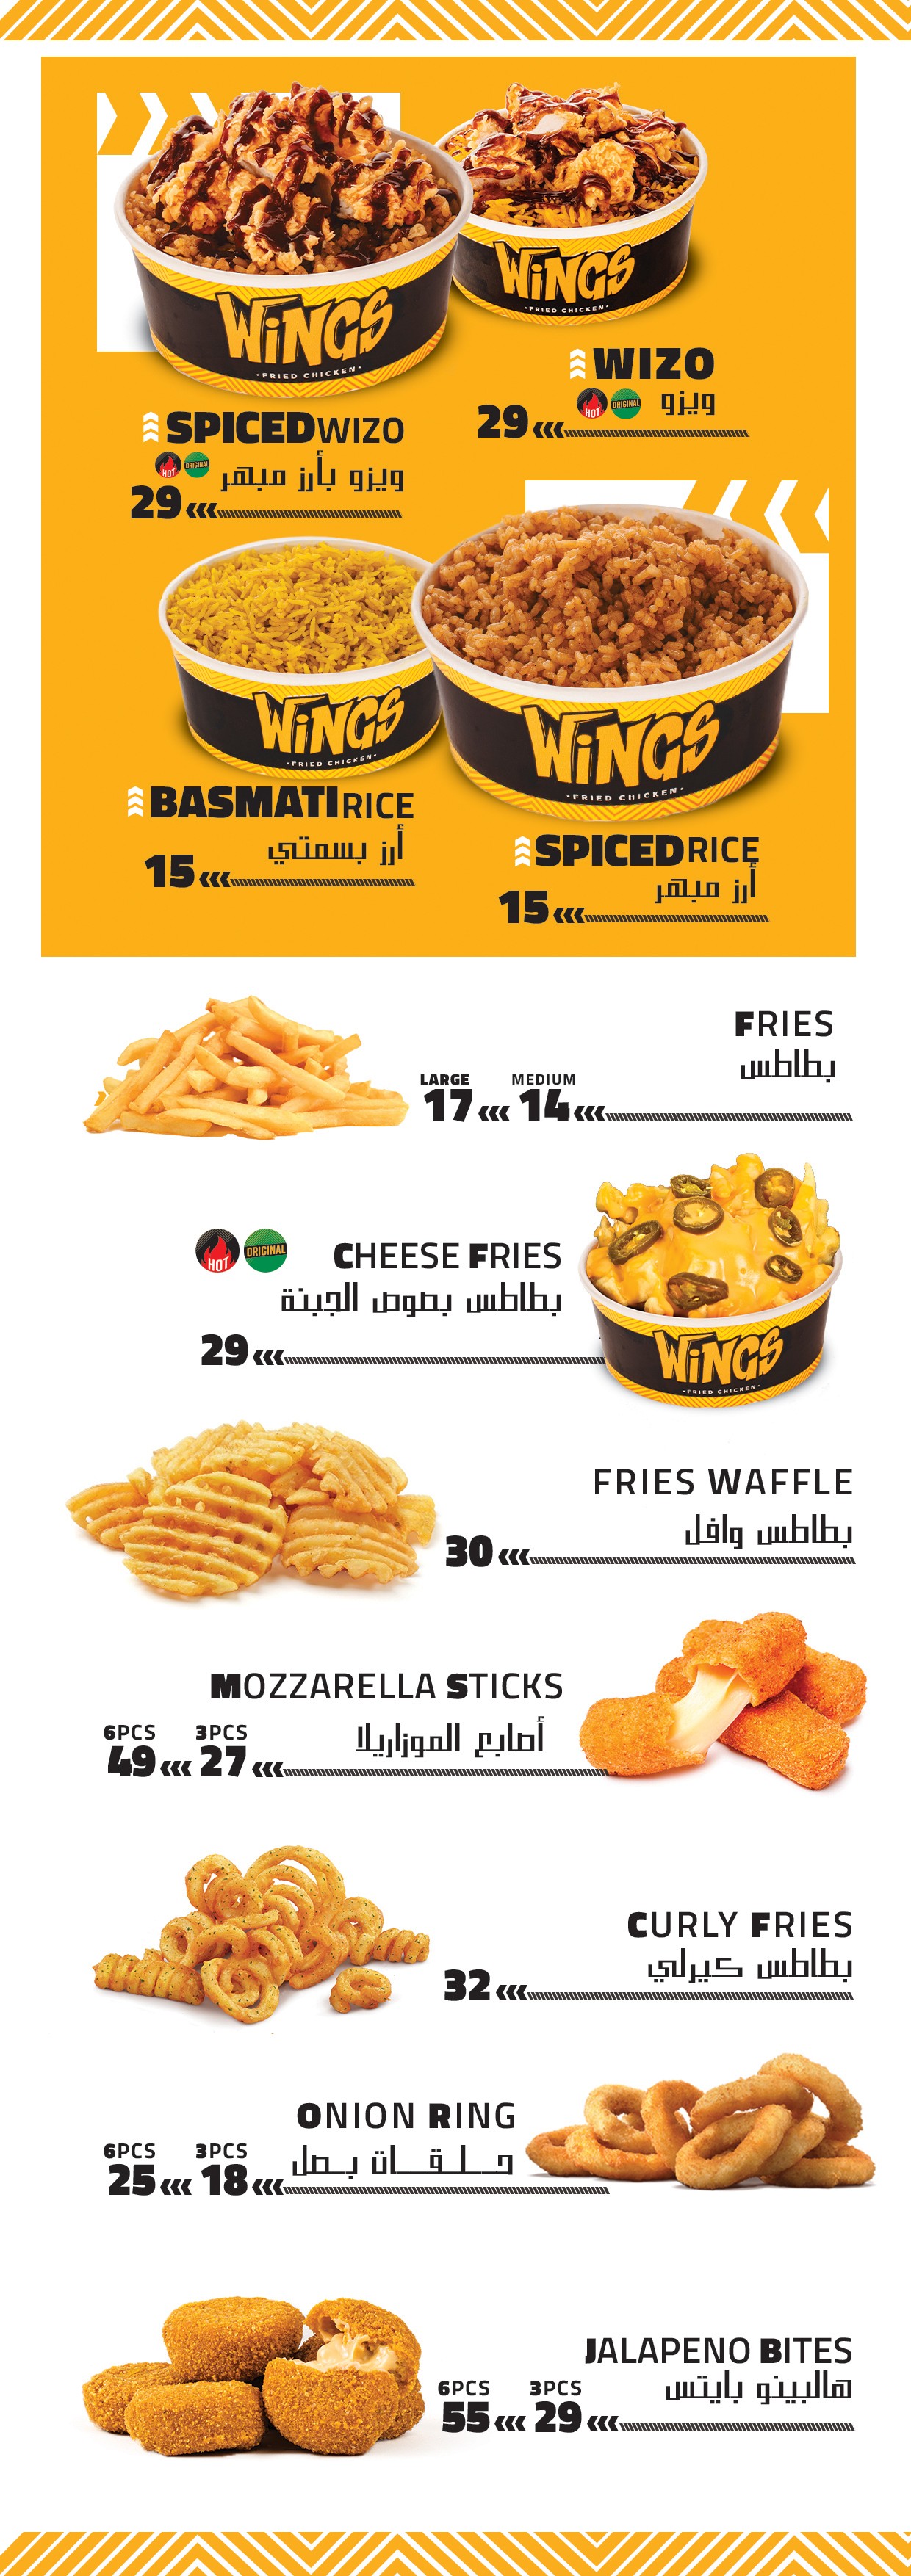 WiNGS
•FRIED CHICKEN•
WiNGS
•FRIED CHICKEN•
WIZO
ويزو
HOT
ORIGINAL
29
SPICEDWIZO
ويزو بأرز مبهر
HOT
ORIGINAL
29
WiNGS
•FRIED CHICKEN•
WiNGS
•FRIED CHICKEN•
BASMATI RICE
أرز بسمتي
15
SPICED RICE
أرز مبهر
15
FRIES
بطاطس
LARGE MEDIUM
17 14
HOT ORIGINAL
CHEESE FRIES
بطاطس بصوص الجبنة
29
WiNGS
•FRIED CHICKEN•
FRIES WAFFLE
بطاطس وافل
30
MOZZARELLA STICKS
أصابع الموزاريلا
6PCS 3PCS
49 27
CURLY FRIES
بطاطس كيرلي
32
ONION RING
حلقات بصل
6PCS 3PCS
25 18
JALAPENO BITES
هالبينو بايتس
6PCS 3PCS
55 29